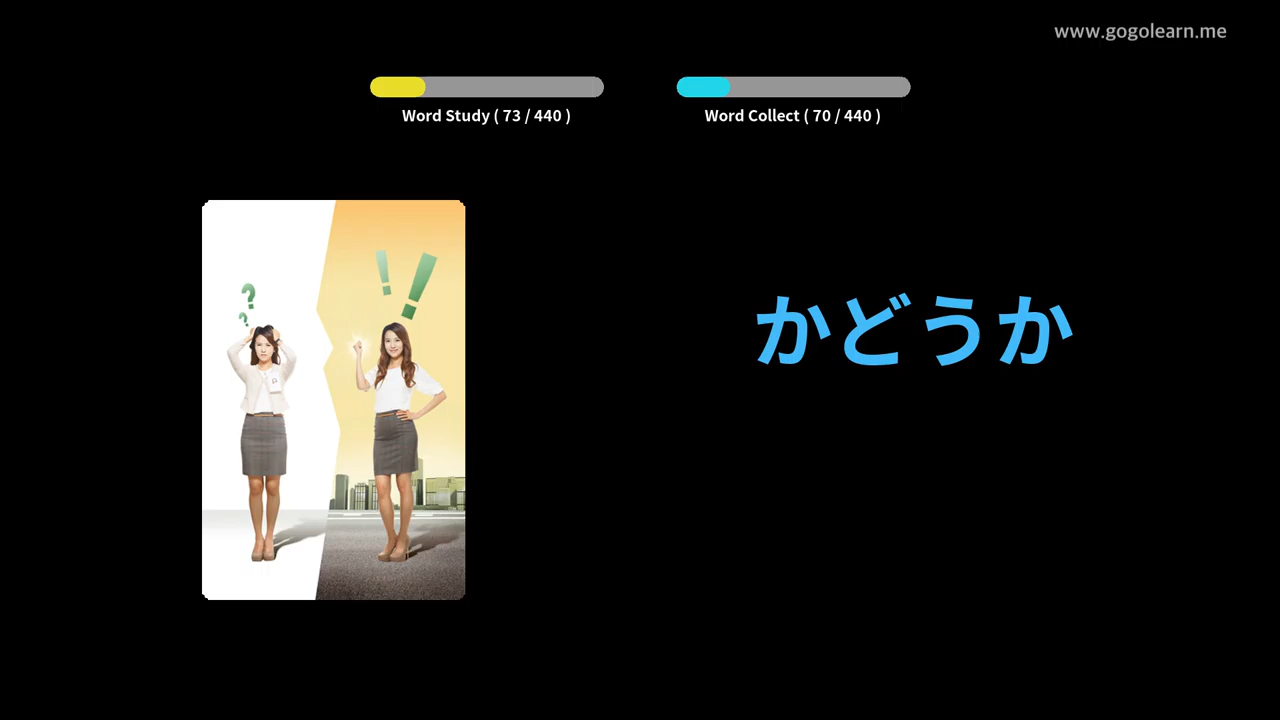 www.gogolearn.me
Word Study ( 73 / 440 )
Word Collect ( 70 / 440 )
? ? ! !
かどうか